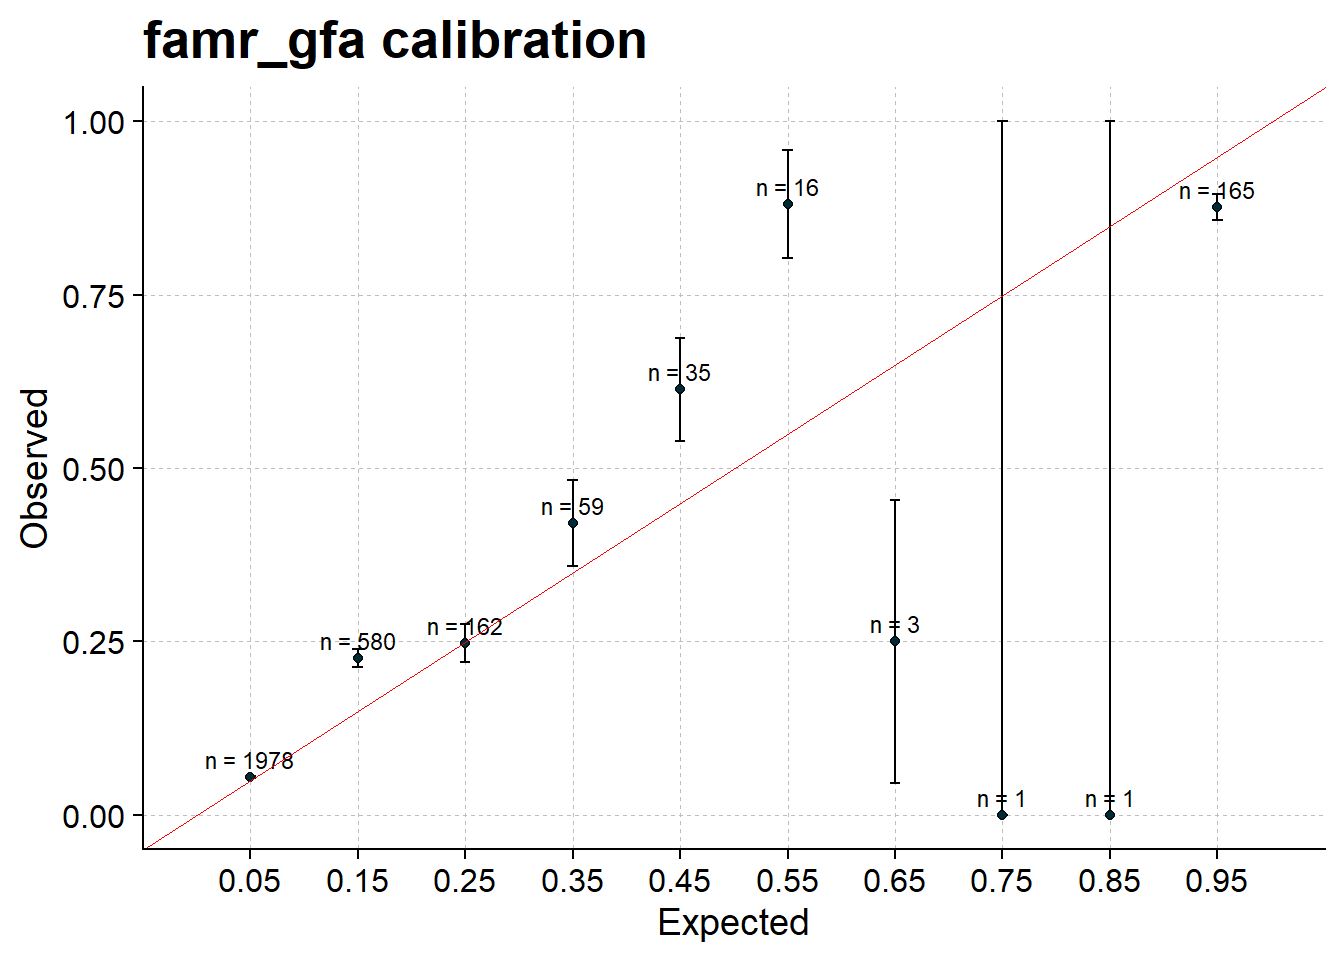 famr_gfa calibration
1.00
0.75
0.50
0.25
0.00
Observed
n = 16
n = 165
n = 35
n = 59
n = 580
n = 162
n = 3
n = 1978
n = 1
n = 1
0.05 0.15 0.25 0.35 0.45 0.55 0.65 0.75 0.85 0.95
Expected